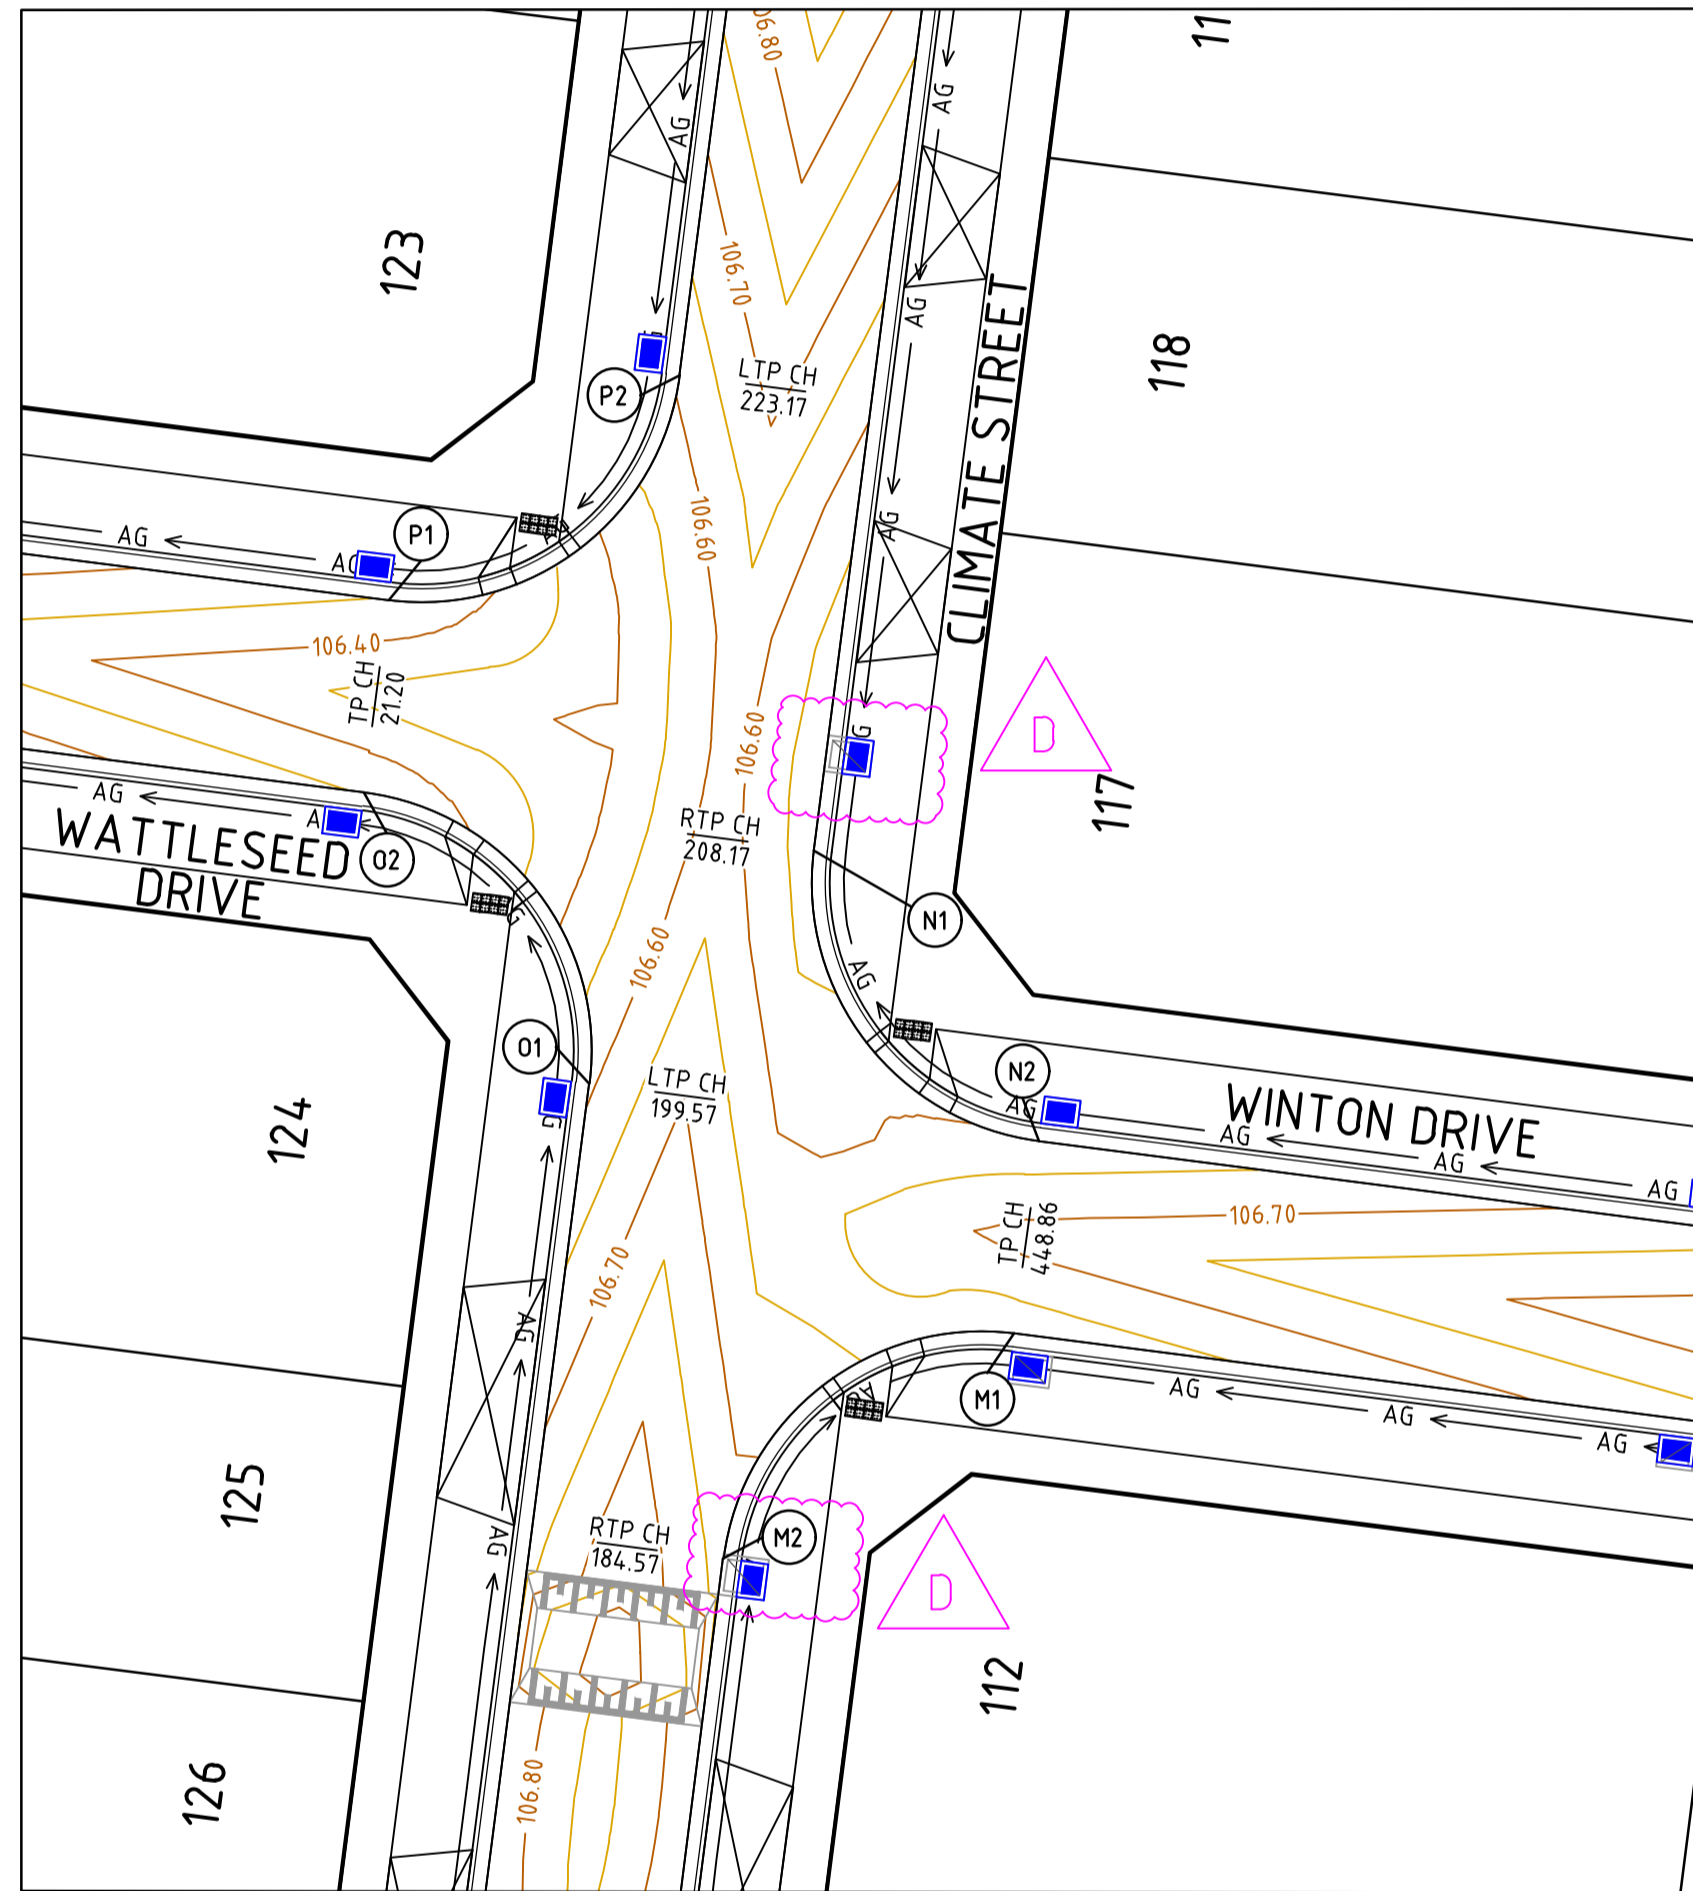 11
106.80
AG
AG
123
106.70
AG
118
LTP CH
223.17
P2
CLIMATE STREET
P1
AG
AG
106.60
AG
106.40
TP CH
21.20
106.60
G
D
117
AG
A
WATTLESEED
DRIVE
O2
RTP CH
208.17
N1
G
106.60
AG
O1
N2
LTP CH
199.57
AG
WINTON DRIVE
AG
AG
AG
124
G
TP CH
448.86
106.70
106.70
AG
M1
AG
AG
AG
AG
125
AG
RTP CH
184.57
M2
D
112
126
106.80